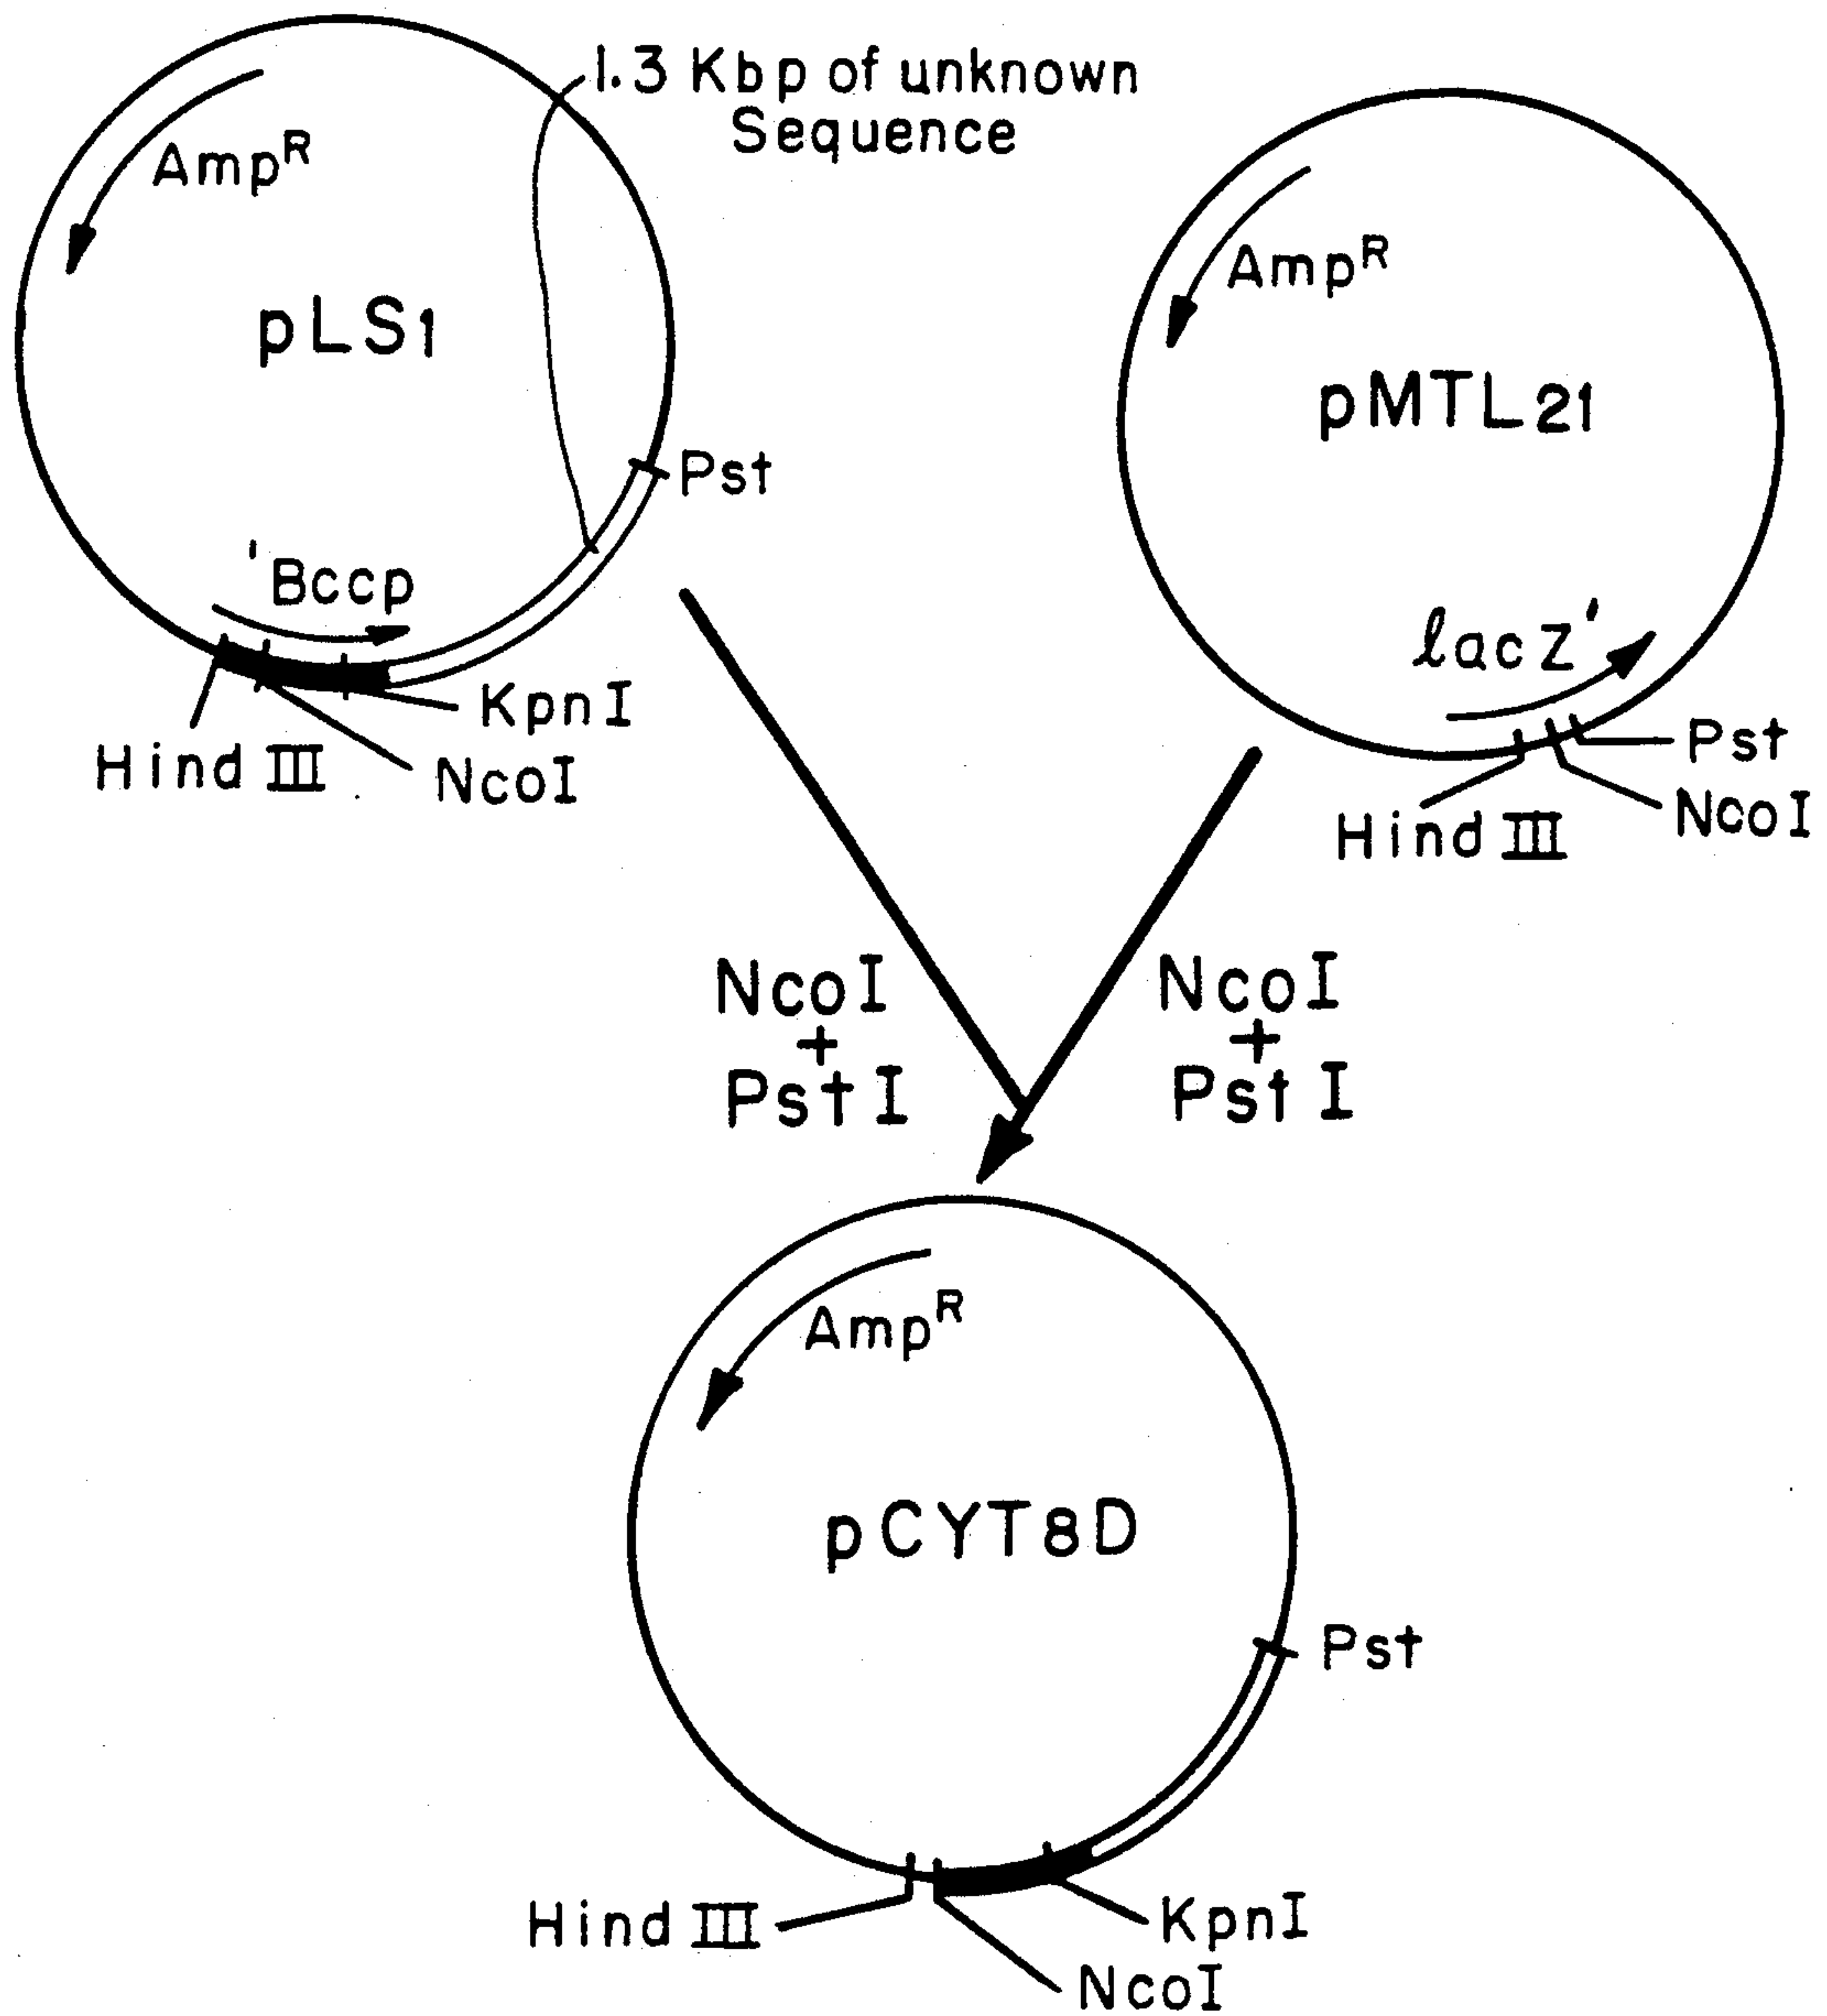 1.3 Kbp of unknown
Sequence
AmpR
pLS1
Pst
'Bccp
KpnI
Hind III
NcoI
AmpR
pMTL21
lacZ'
Pst
NcoI
Hind III
NcoI
+
PstI
NcoI
+
Pst I
AmpR
pCYT8D
Pst
Hind III
KpnI
NcoI